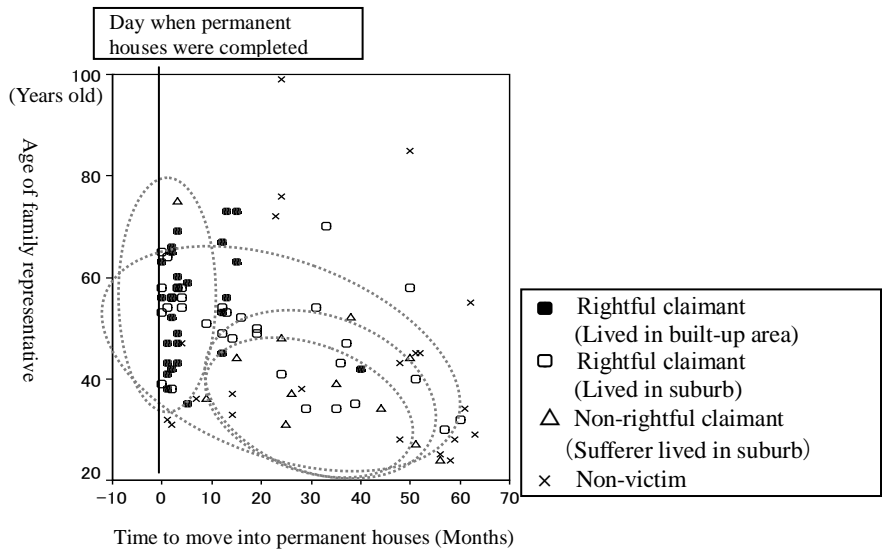 Day when permanent
houses were completed
100
(Years old)
80
60
40
20
Age of family representative
−10 0 10 20 30 40 50 60 70
Time to move into permanent houses (Months)
Rightful claimant
(Lived in built-up area)
Rightful claimant
(Lived in suburb)
Non-rightful claimant
(Sufferer lived in suburb)
Non-victim